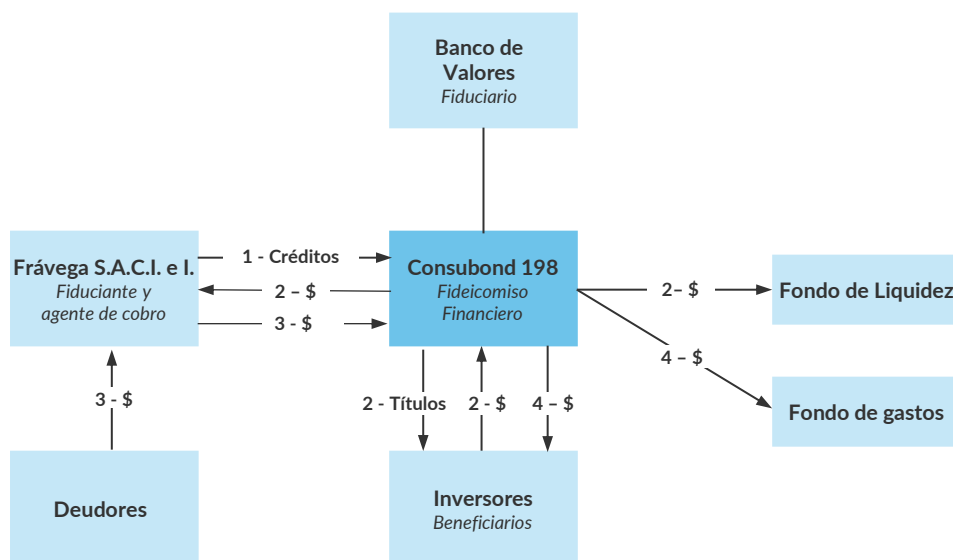 Banco de
Valores
Fiduciario
Frávega S.A.C.I. e I.
Fiduciante y
agente de cobro
1 - Créditos
2 – $
3 - $
Consubond 198
Fideicomiso
Financiero
2– $
Fondo de Liquidez
4 – $
Fondo de gastos
3 - $
2 - Títulos
2 - $
4 – $
Deudores
Inversores
Beneficiarios